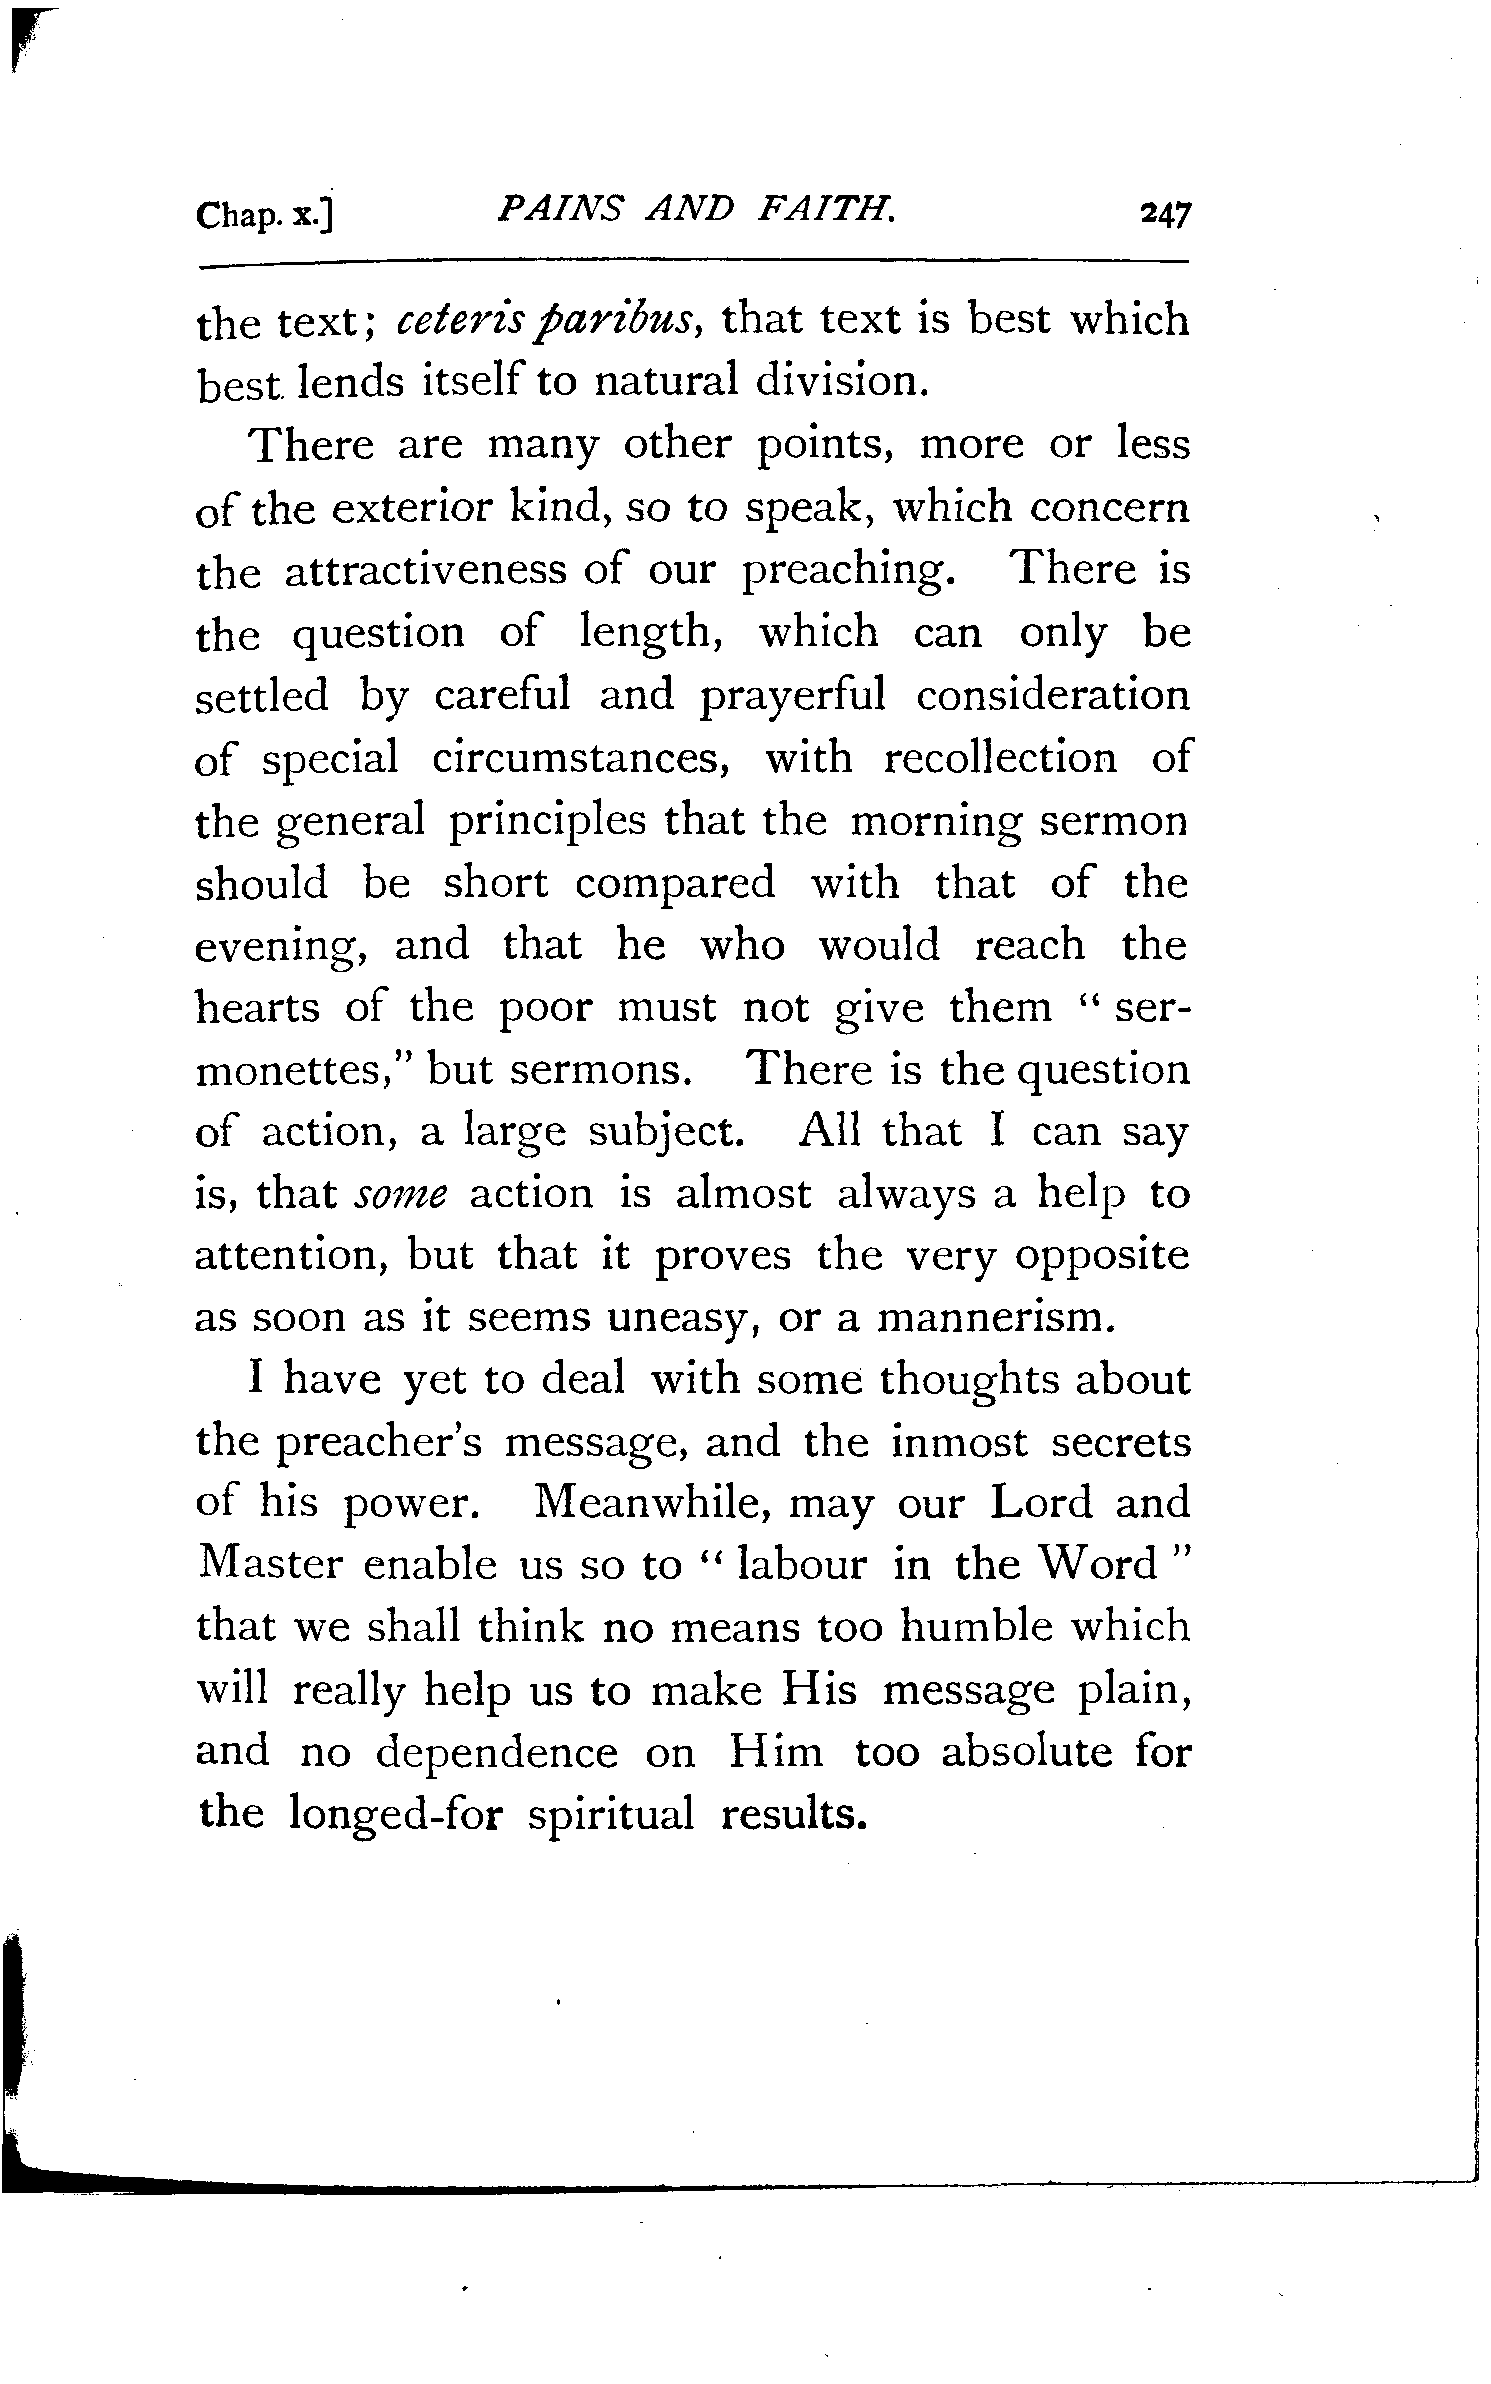 Chap. x.] PAINS AND FAITH. 247
the text; ceteris paribus, that text is best which
best lends itself to natural division.
There are many other points, more or less
of the exterior kind, so to speak, which concern
the attractiveness of our preaching. There is
the question of length, which can only be
settled by careful and prayerful consideration
of special circumstances, with recollection of
the general principles that the morning sermon
should be short compared with that of the
evening, and that he who would reach the
hearts of the poor must not give them " ser-
monettes," but sermons. There is the question
of action, a large subject. All that I can say
is, that some action is almost always a help to
attention, but that it proves the very opposite
as soon as it seems uneasy, or a mannerism.
I have yet to deal with some thoughts about
the preacher's message, and the inmost secrets
of his power. Meanwhile, may our Lord and
Master enable us so to " labour in the Word "
that we shall think no means too humble which
will really help us to make His message plain,
and no dependence on Him too absolute for
the longed-for spiritual results.